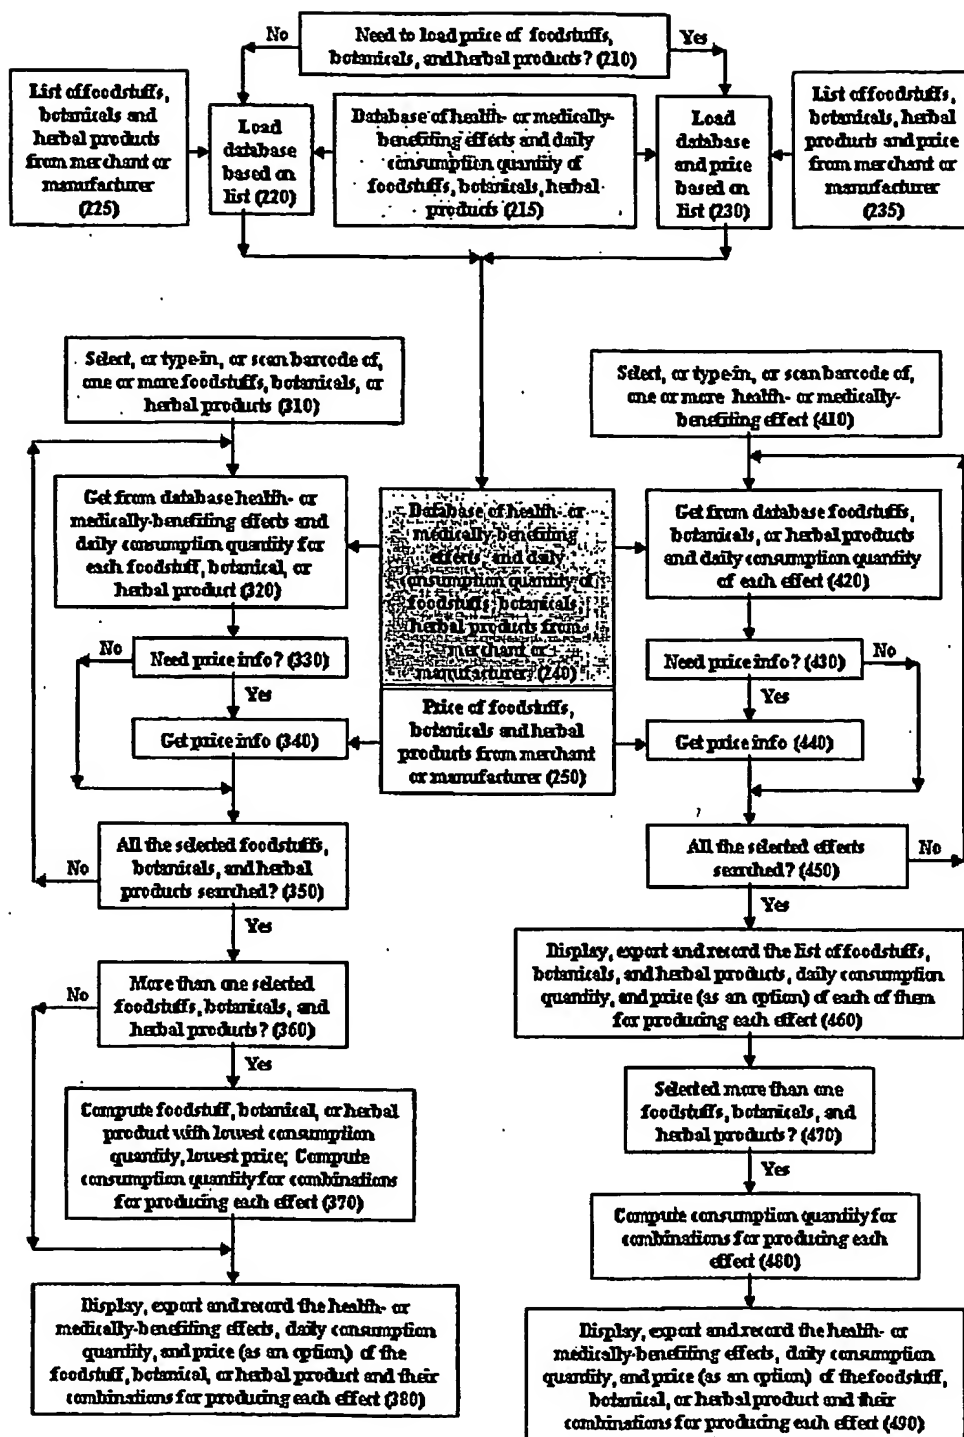 No
Need to load price of foodstuffs,
botanicals, and herbal products? (210)
Yes
List of foodstuffs,
botanicals and
herbal products
from merchant or
manufacturer
(225)
Load
database
based on
list (220)
Database of health- or medically-
benefiting effects and daily
consumption quantity of
foodstuffs, botanicals, herbal
products (215)
Load
database
and price
based on
list (230)
List of foodstuffs,
botanicals, herbal
products and price
from merchant or
manufacturer
(235)
Select, or type-in, or scan barcode of,
one or more foodstuffs, botanicals, or
herbal products (310)
Select, or type-in, or scan barcode of,
one or more health- or medically-
benefiting effect (410)
Get from database health- or
medically-benefiting effects and
daily consumption quantity for
each foodstuff, botanical, or
herbal product (320)
Database of health- or
medically-benefiting
effects, and daily
consumption quantity of
foodstuffs, botanicals,
herbal products from
merchant or
manufacturer (240)
Get from database foodstuffs,
botanicals, or herbal products
and daily consumption quantity
of each effect (420)
No
Need price info? (330)
Yes
Need price info? (430)
No
Yes
Get price info (340)
Price of foodstuffs,
botanicals and herbal
products from merchant
or manufacturer (250)
Get price info (440)
No
All the selected foodstuffs,
botanicals, and herbal
products searched? (350)
Yes
All the selected effects
searched? (450)
No
Yes
No
More than one selected
foodstuffs, botanicals, and
herbal products? (360)
Yes
Display, export and record the list of foodstuffs,
botanicals, and herbal products, daily consumption
quantity, and price (as an option) of each of them
for producing each effect (460)
Compute foodstuff, botanical, or herbal
product with lowest consumption
quantity, lowest price; Compute
consumption quantity for combinations
for producing each effect (370)
Selected more than one
foodstuffs, botanicals, and
herbal products? (470)
Yes
Compute consumption quantity for
combinations for producing each
effect (480)
Display, export and record the health- or
medically-benefiting effects, daily consumption
quantity, and price (as an option) of the
foodstuff, botanical, or herbal product and their
combinations for producing each effect (380)
Display, export and record the health- or
medically-benefiting effects, daily consumption
quantity, and price (as an option) of the foodstuff,
botanical, or herbal product and their
combinations for producing each effect (490)